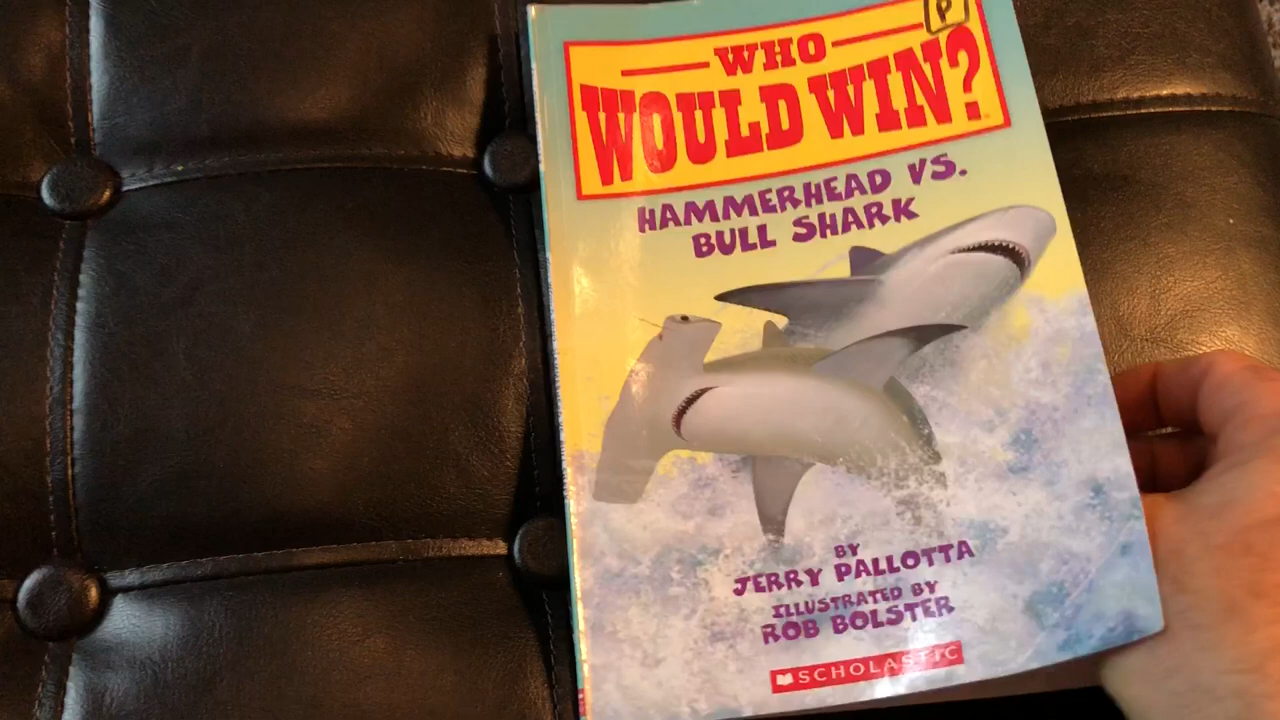 P
WHO
WOULD WIN?
HAMMERHEAD VS.
BULL SHARK
BY
JERRY PALLOTTA
ILLUSTRATED BY
ROB BOLSTER
SCHOLASTIC